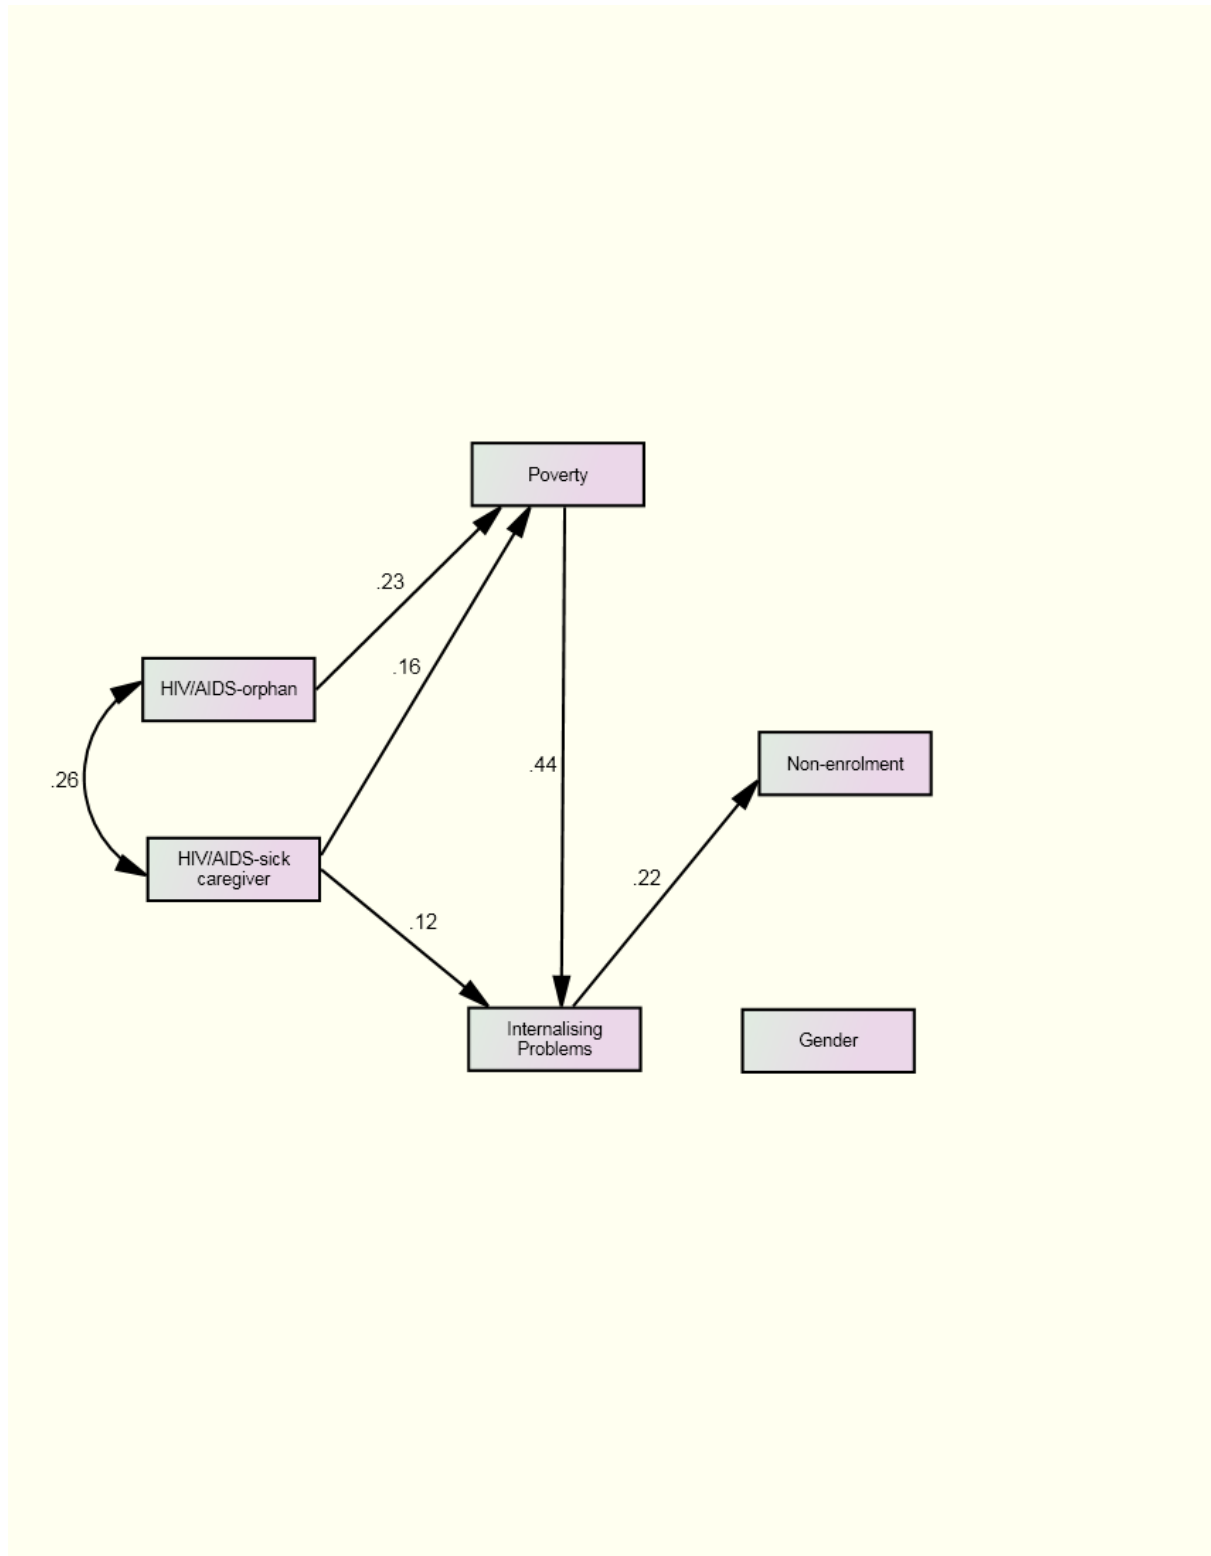 Poverty
.23
.16
HIV/AIDS-orphan
.44
Non-enrolment
.26
HIV/AIDS-sick
caregiver
.22
.12
Internalising
Problems
Gender